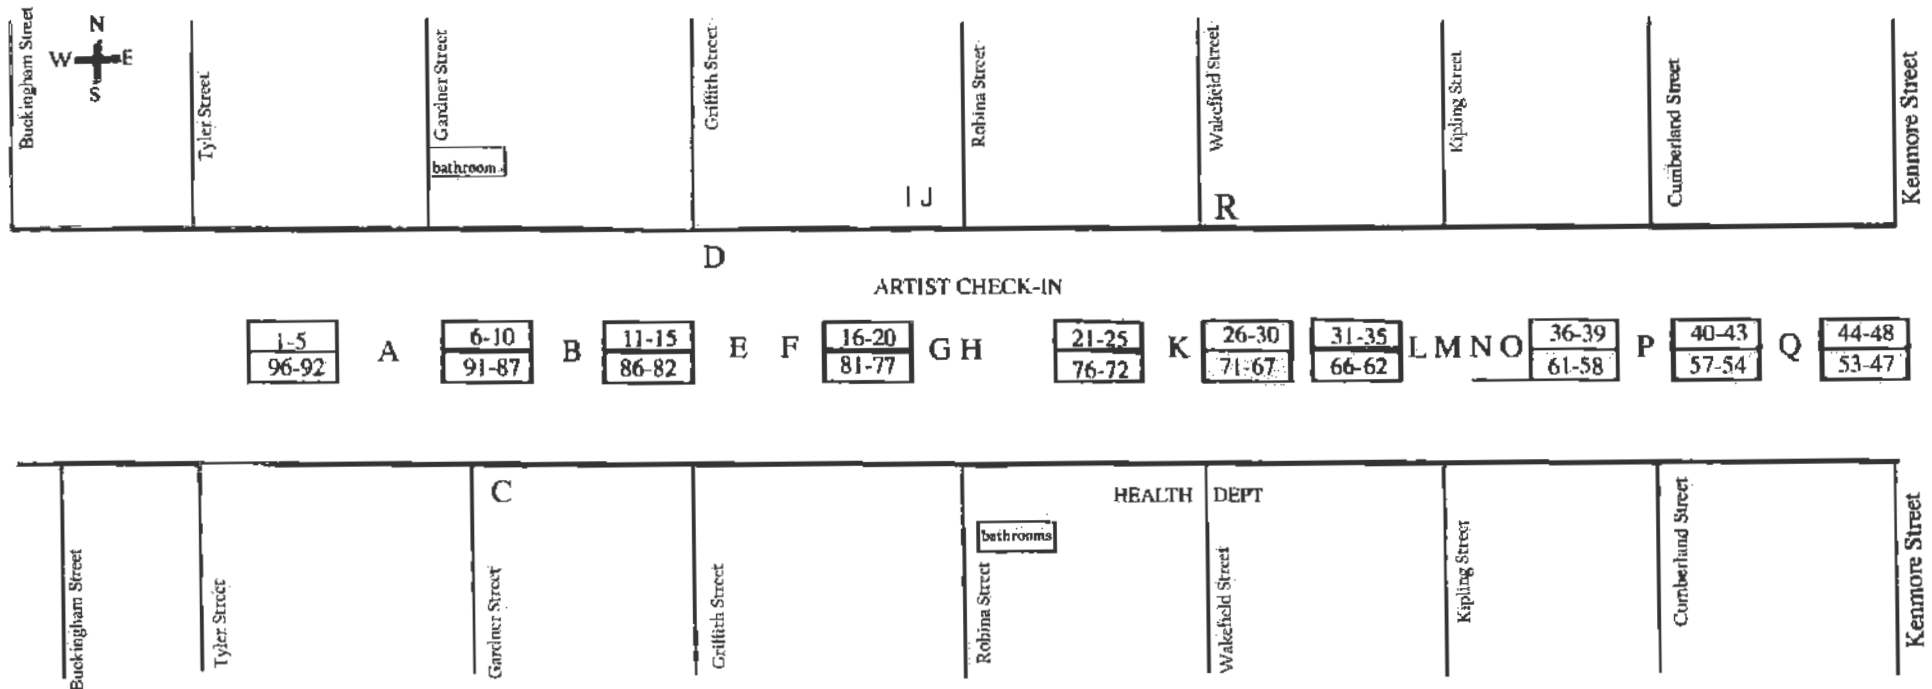 N
W E
S
Buckingham Street
Tyler Street
Gardner Street
Griffith Street
Robina Street
Wakefield Street
Kipling Street
Cumberland Street
Kenmore Street
bathroom
I J
R
D
ARTIST CHECK-IN
1-5
96-92
A
6-10
91-87
B
11-15
86-82
E F
16-20
81-77
G H
21-25
76-72
K
26-30
71-67
31-35
66-62
L M N O
36-39
61-58
P
40-43
57-54
Q
44-48
53-47
C
HEALTH DEPT
bathrooms
Buckingham Street
Tyler Street
Gardner Street
Griffith Street
Robina Street
Wakefield Street
Kipling Street
Cumberland Street
Kenmore Street